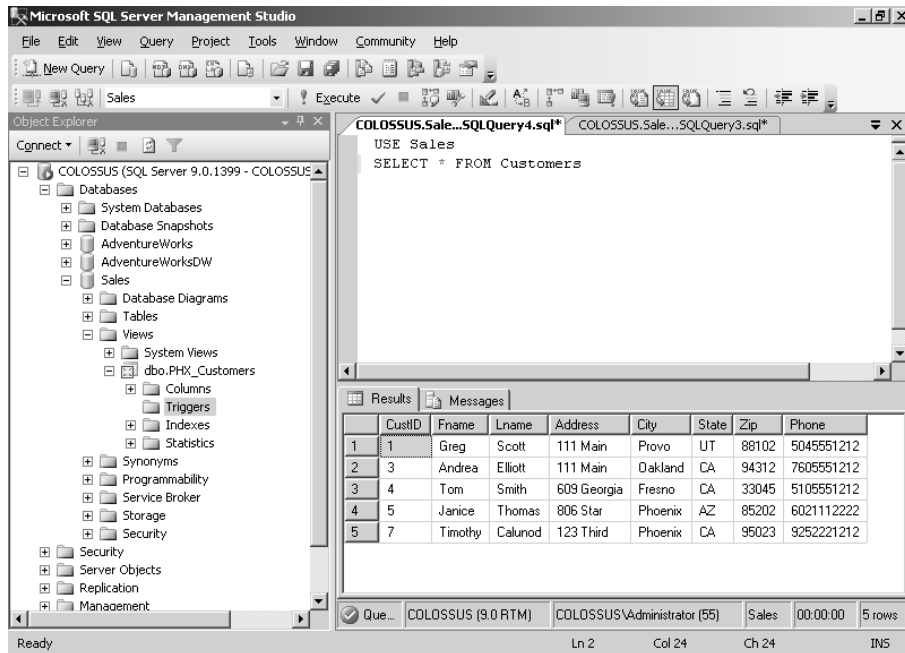 Microsoft SQL Server Management Studio
File Edit View Query Project Tools Window Community Help
New Query
Sales Execute
Object Explorer
Connect
COLOSSUS (SQL Server 9.0.1399 - COLOSSUS
Databases
System Databases
Database Snapshots
AdventureWorks
AdventureWorksDW
Sales
Database Diagrams
Tables
Views
System Views
dbo.PHX_Customers
Columns
Triggers
Indexes
Statistics
Synonyms
Programmability
Service Broker
Storage
Security
Security
Server Objects
Replication
Management
COLOSSUS.Sale...SQLQuery4.sql* COLOSSUS.Sale...SQLQuery3.sql*
USE Sales
SELECT * FROM Customers
Results Messages
CustID Fname Lname Address City State Zip Phone
1 1 Greg Scott 111 Main Provo UT 88102 5045551212
2 3 Andrea Elliott 111 Main Oakland CA 94312 7605551212
3 4 Tom Smith 609 Georgia Fresno CA 33045 5105551212
4 5 Janice Thomas 806 Star Phoenix AZ 85202 6021112222
5 7 Timothy Calunod 123 Third Phoenix CA 95023 9252221212
Que... COLOSSUS (9.0 RTM) COLOSSUS\Administrator (55) Sales 00:00:00 5 rows
Ready Ln 2 Col 24 Ch 24 INS